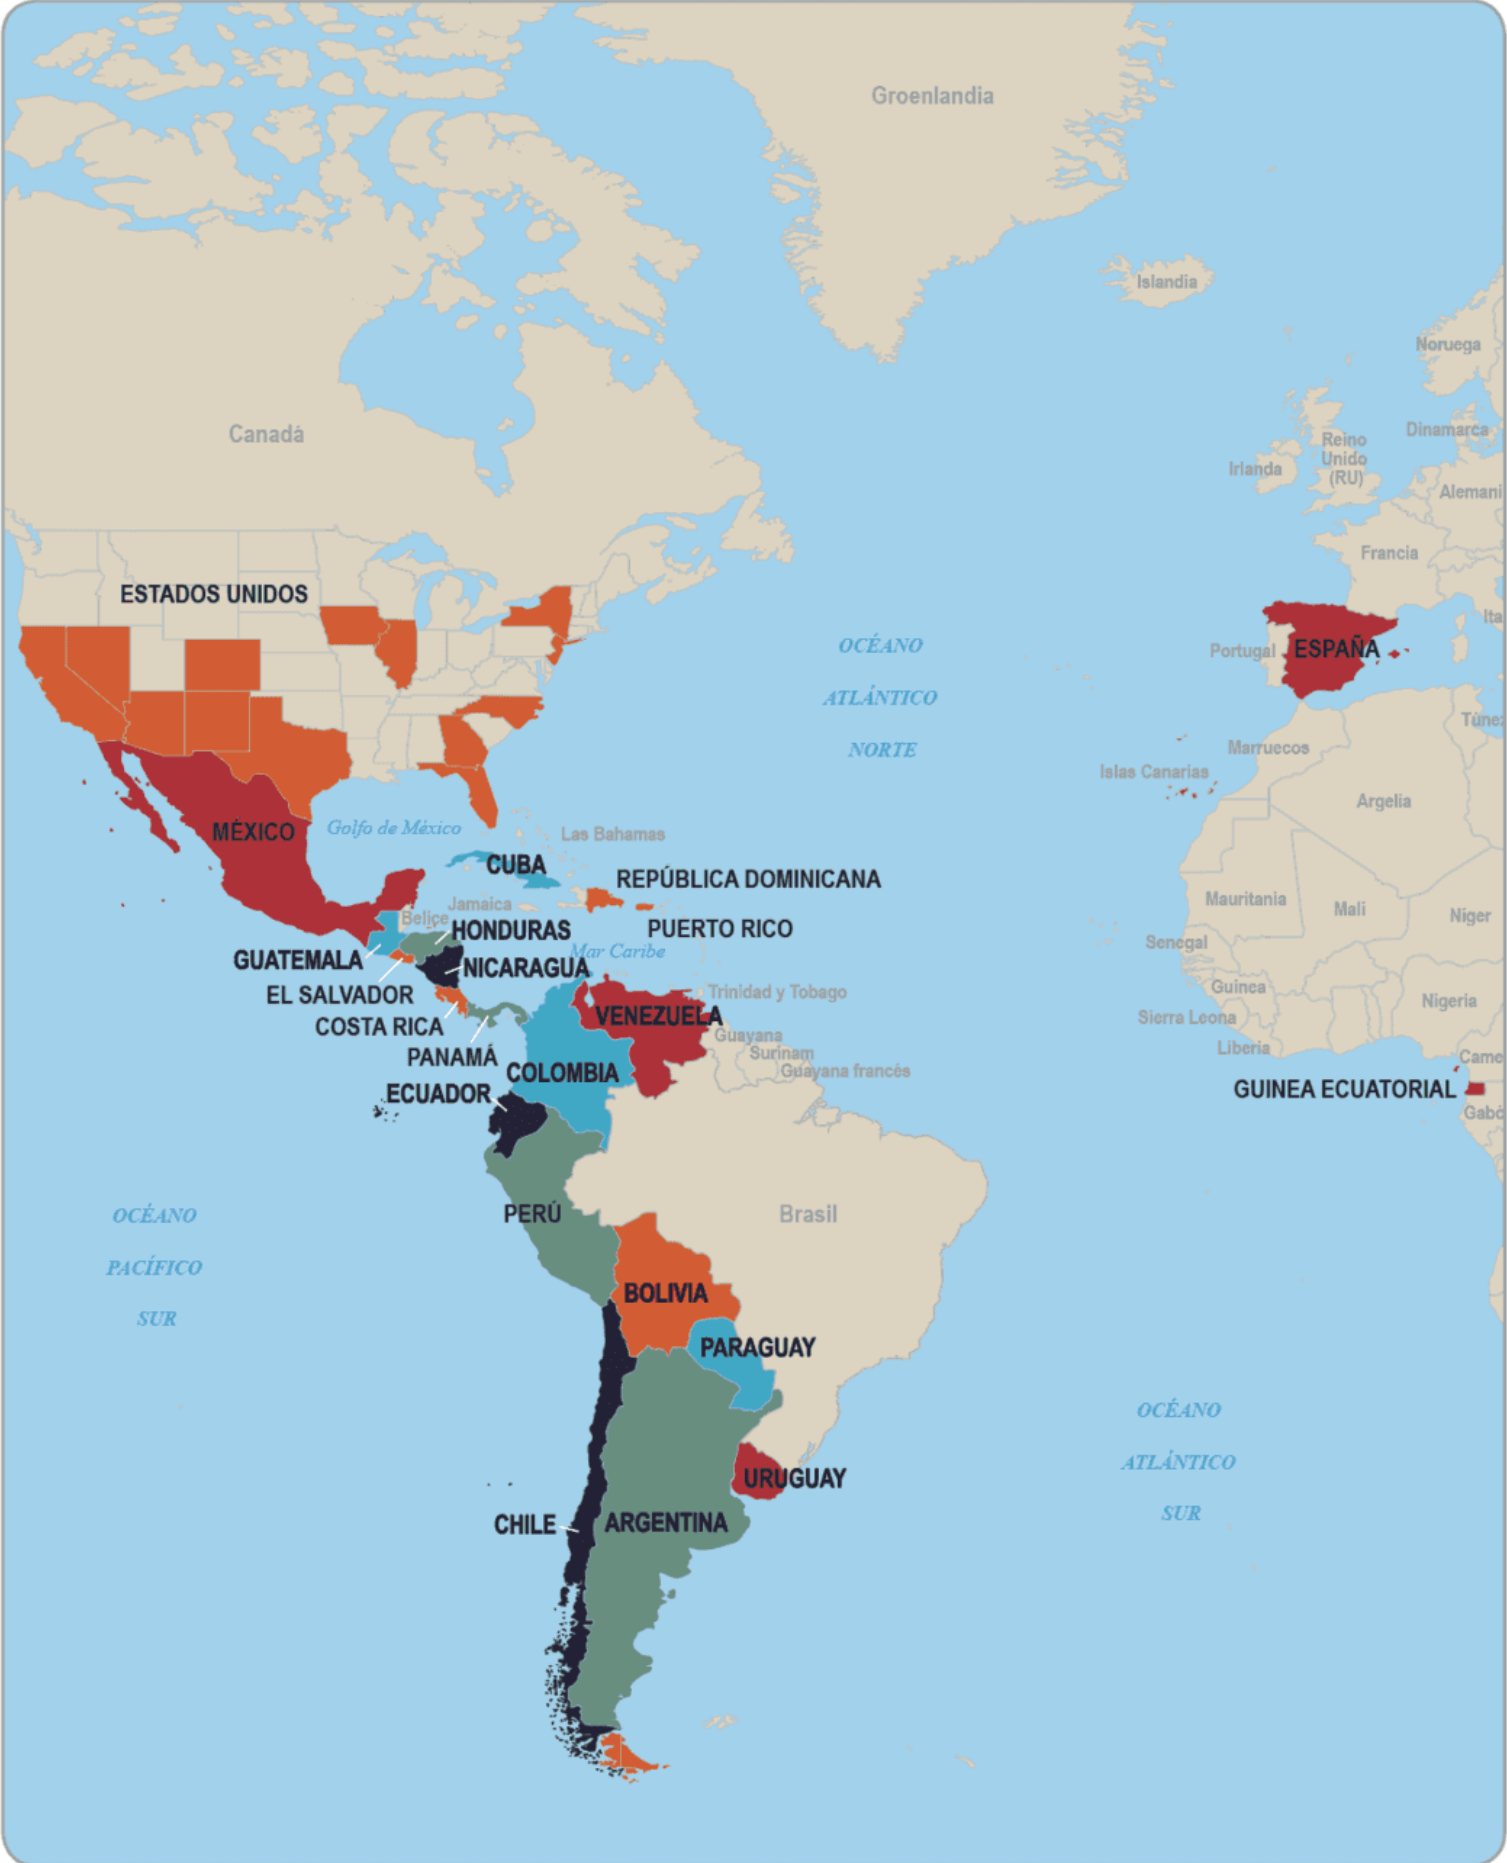 Groenlandia
Islandia
Noruega
Canadá
Dinamarca
Reino
Unido
(RU)
Irlanda
Alemani
Francia
ESTADOS UNIDOS
Ita
OCÉANO
ATLÁNTICO
NORTE
Portugal
ESPAÑA
Túnez
Marruecos
Islas Canarias
Argelia
MÉXICO
Golfo de México
Las Bahamas
CUBA
REPÚBLICA DOMINICANA
Jamaica
Belice
PUERTO RICO
HONDURAS
Mauritania
Mali
Níger
Mar Caribe
Senegal
GUATEMALA
NICARAGUA
EL SALVADOR
Trinidad y Tobago
Guinea
Nigeria
COSTA RICA
VENEZUELA
Sierra Leona
Guayana
PANAMÁ
Surinam
Liberia
Came
COLOMBIA
Guayana francés
ECUADOR
GUINEA ECUATORIAL
Gabó
PERÚ
Brasil
OCÉANO
PACÍFICO
SUR
BOLIVIA
PARAGUAY
OCÉANO
ATLÁNTICO
SUR
URUGUAY
CHILE
ARGENTINA